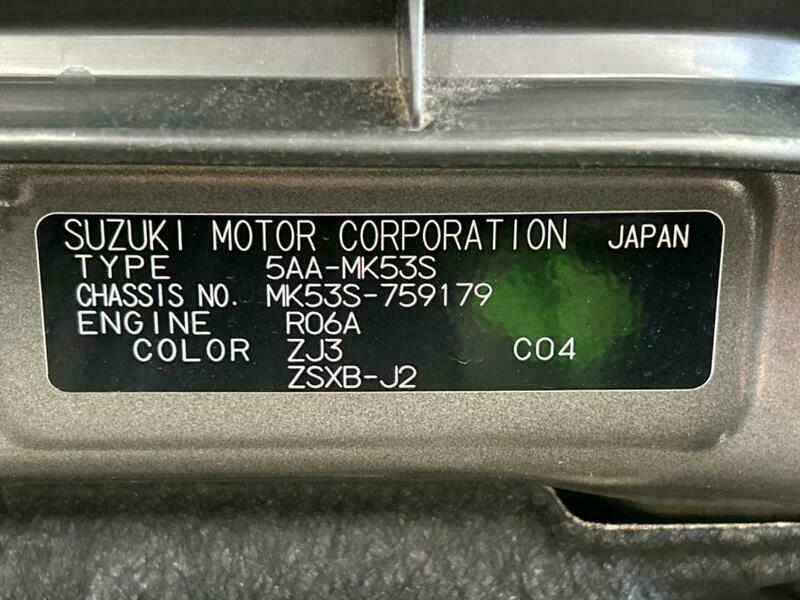 SUZUKI MOTOR CORPORATION JAPAN
TYPE 5AA-MK53S
CHASSIS NO. MK53S-759179
ENGINE R06A
COLOR ZJ3 C04
ZSXB-J2